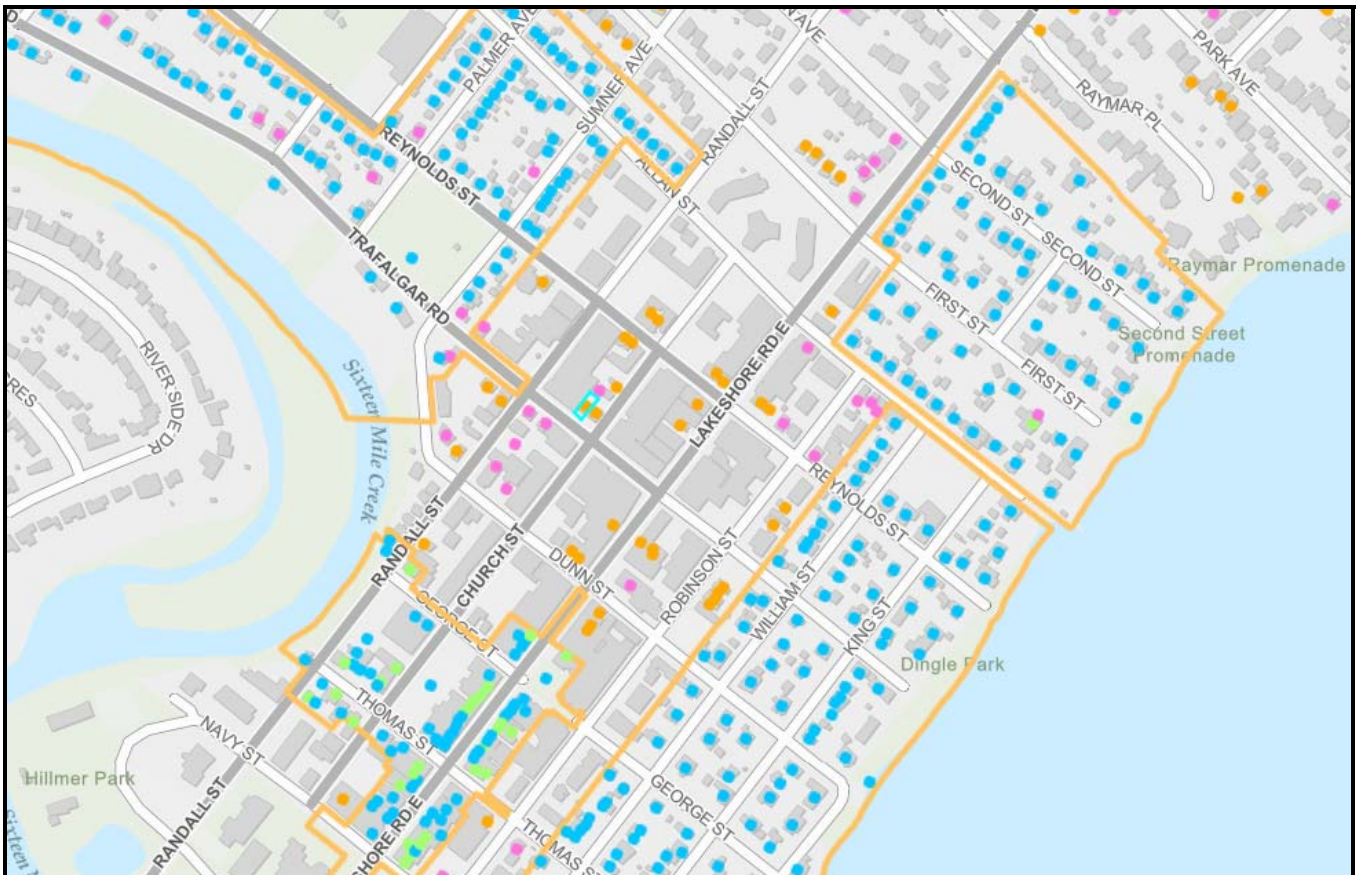 PALMER AVE
SUMNER AVE
RANDALL ST
PARK AVE
RAYMAR PL
REYNOLDS ST
ALLAN ST
SECOND ST
SECOND ST
TRAFALGAR RD
Raymar Promenade
FIRST ST
LAKESHORE RD E
Second Street
Promenade
RIVERSIDE DR
Sixteen Mile Creek
FIRST ST
RANDALL ST
REYNOLDS ST
CHURCH ST
DUNN ST
ROBINSON ST
WILLIAM ST
KING ST
GEORGE ST
Dingle Park
THOMAS ST
NAVY ST
Hillmer Park
GEORGE ST
RANDALL ST
SHORE RD E
THOMAS ST
Sixteen